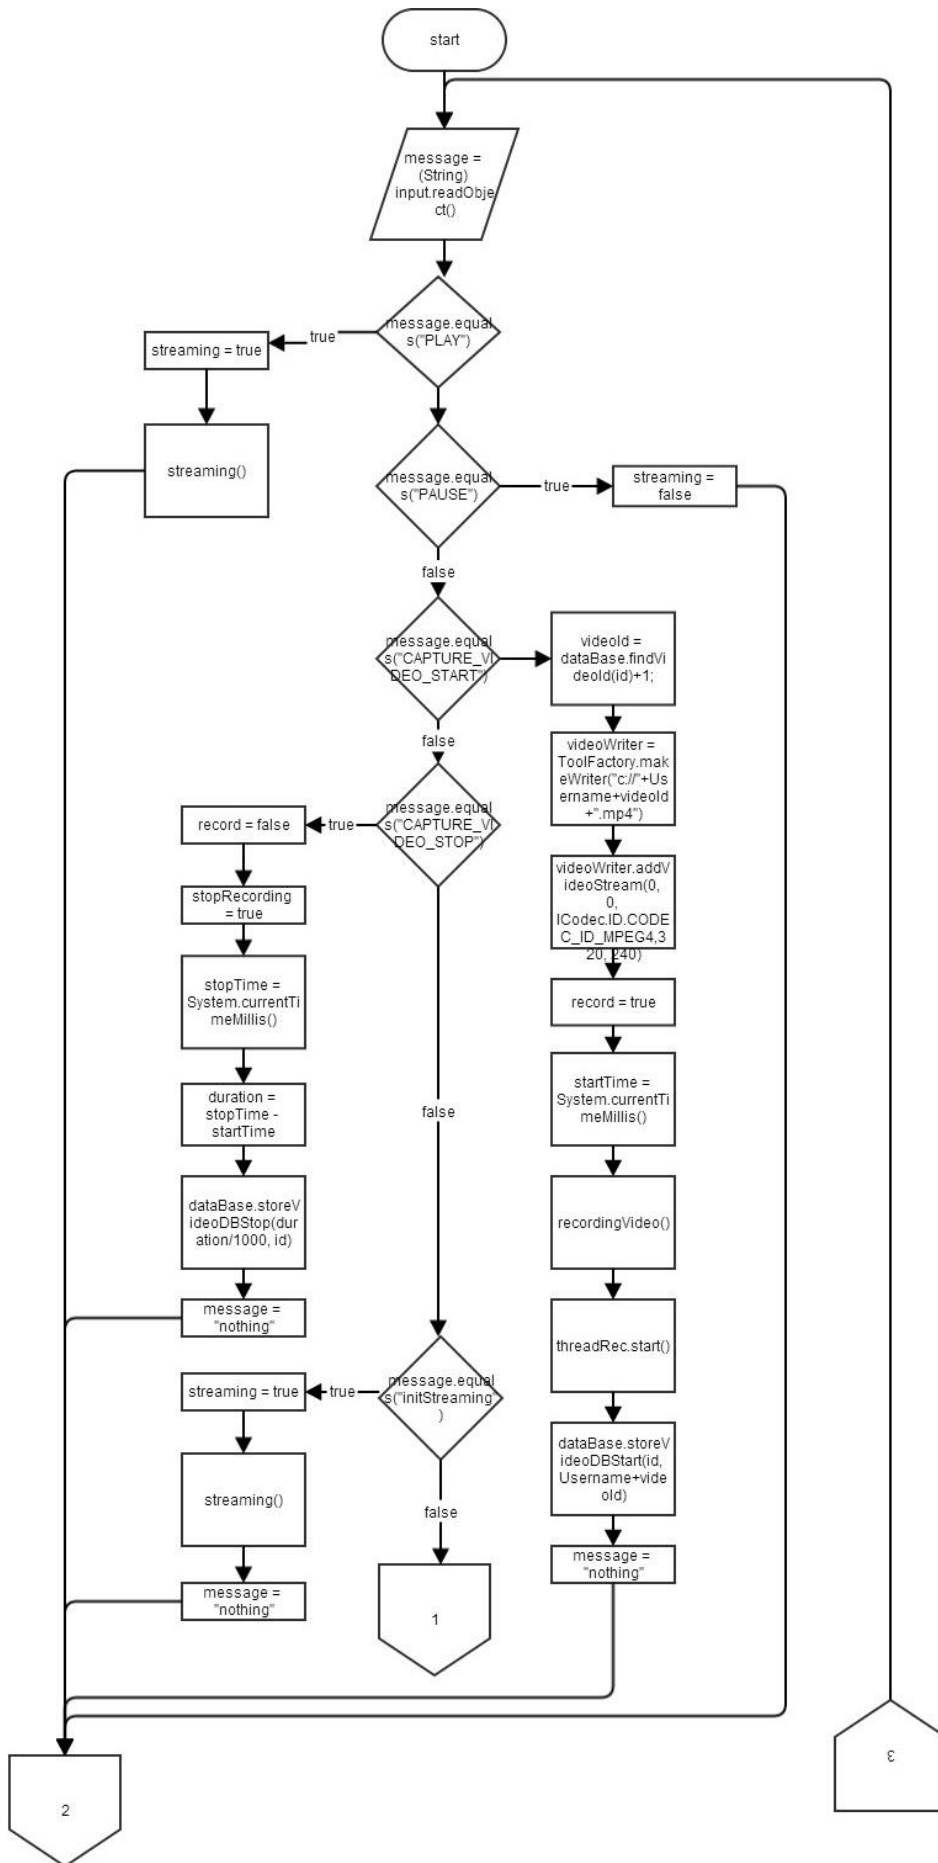 start
message =
(String)
input.readObje
ct()
message.equal
s("PLAY")
true
streaming = true
streaming()
message.equal
s("PAUSE")
true
streaming =
false
false
message.equal
s("CAPTURE_VI
DEO_START")
videoId =
dataBase.findVi
deoId(id)+1;
false
videoWriter =
ToolFactory.mak
eWriter("c://"+Us
ername+videoId
+".mp4")
message.equal
s("CAPTURE_VI
DEO_STOP")
true
record = false
videoWriter.addV
ideoStream(0,
0,
ICodec.ID.CODE
C_ID_MPEG4,3
20, 240)
stopRecording
= true
stopTime =
System.currentTi
meMillis()
record = true
startTime =
System.currentTi
meMillis()
duration =
stopTime -
startTime
false
dataBase.storeV
ideoDBStop(dur
ation/1000, id)
recordingVideo()
message =
"nothing"
threadRec.start()
message.equal
s("initStreaming"
)
true
streaming = true
dataBase.storeV
ideoDBStart(id,
Username+vide
oId)
streaming()
false
message =
"nothing"
message =
"nothing"
1
3
2